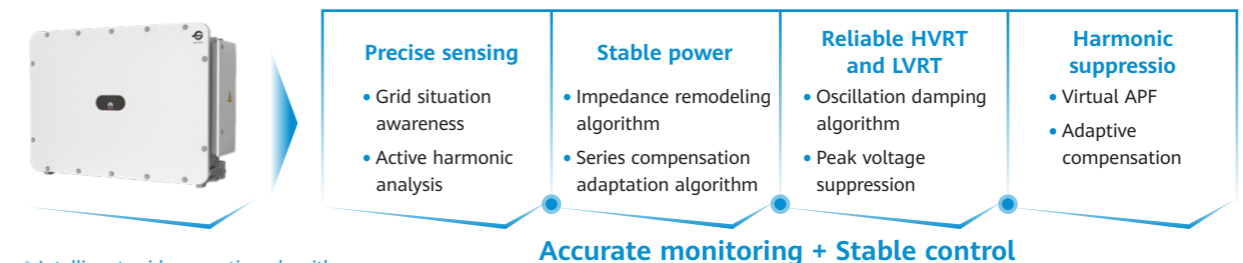 Precise sensing
• Grid situation
awareness
• Active harmonic
analysis
Stable power
• Impedance remodeling
algorithm
• Series compensation
adaptation algorithm
Reliable HVRT
and LVRT
• Oscillation damping
algorithm
• Peak voltage
suppression
Harmonic
suppressio
• Virtual APF
• Adaptive
compensation
Accurate monitoring + Stable control